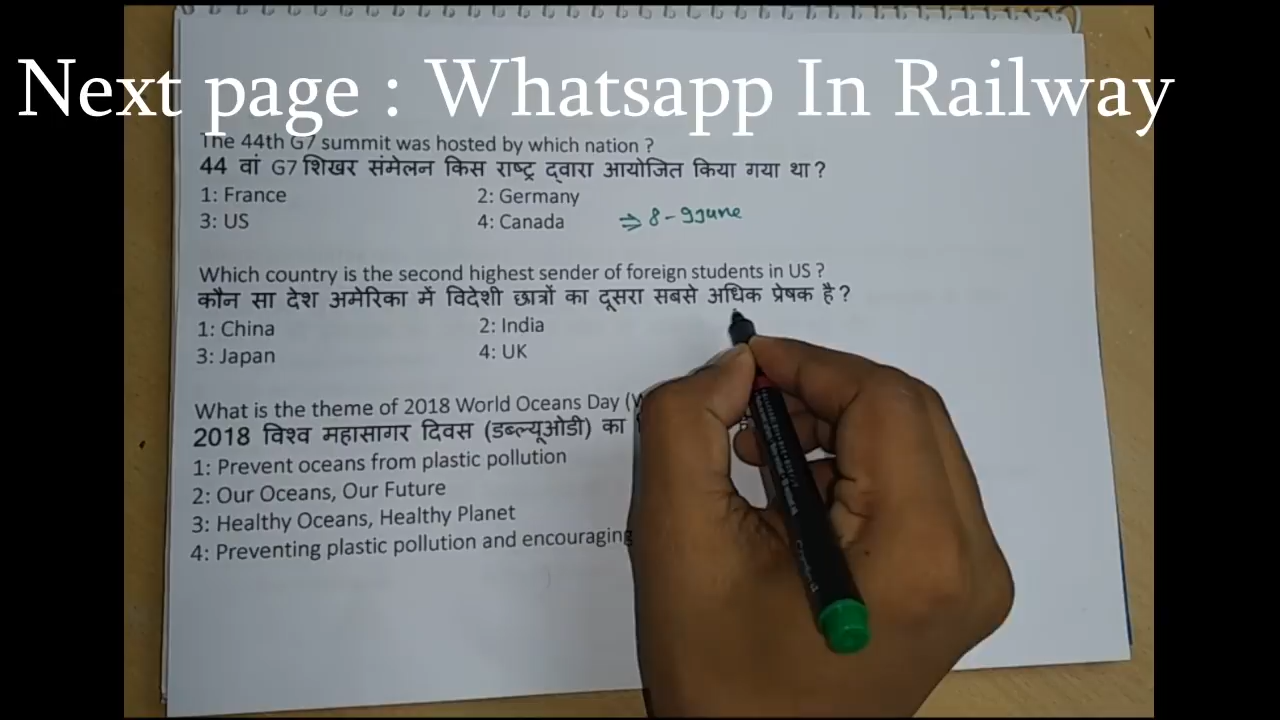 Next page : Whatsapp In Railway
The 44th G7 summit was hosted by which nation ?
44 वां G7 शिखर संमेलन किस राष्ट्र द्वारा आयोजित किया गया था ?
1: France 2: Germany
3: US 4: Canada ⇒ 8 - 9 June
Which country is the second highest sender of foreign students in US ?
कौन सा देश अमेरिका में विदेशी छात्रों का दूसरा सबसे अधिक प्रेषक है ?
1: China 2: India
3: Japan 4: UK
What is the theme of 2018 World Oceans Day
2018 विश्व महासागर दिवस (डब्ल्यूओडी) का
1: Prevent oceans from plastic pollution
2: Our Oceans, Our Future
3: Healthy Oceans, Healthy Planet
4: Preventing plastic pollution and encouraging